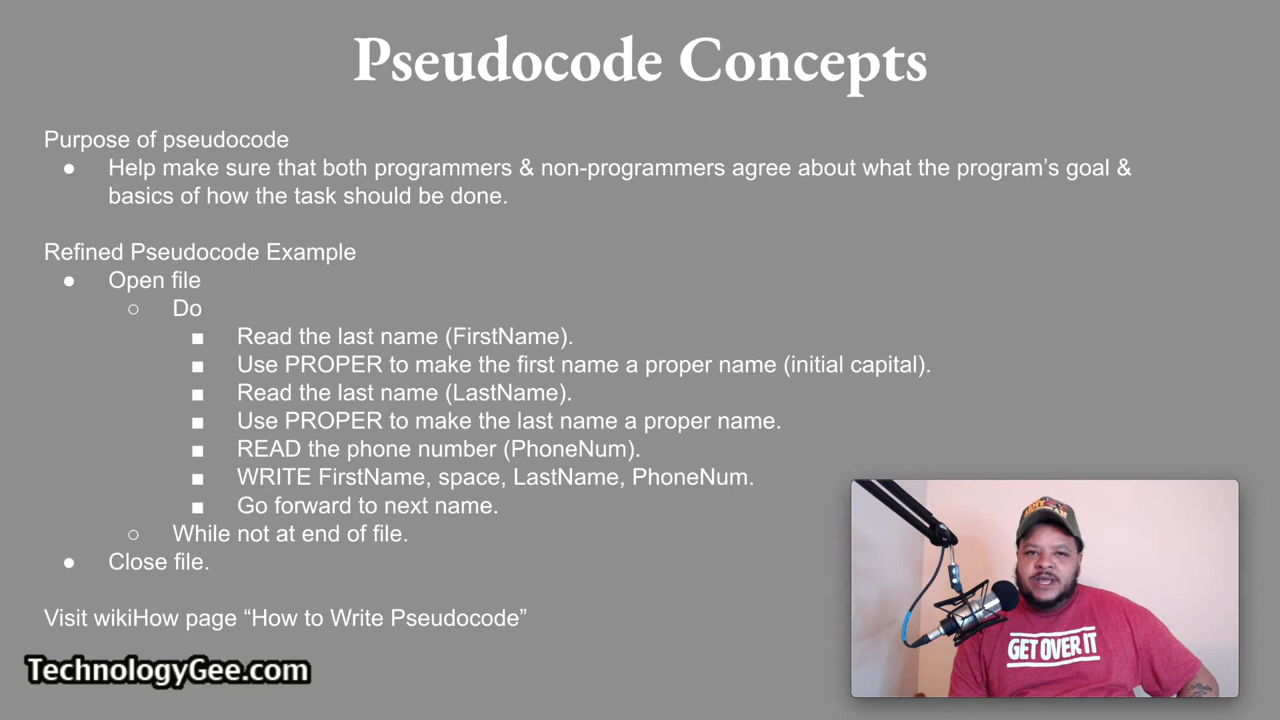 Pseudocode Concepts
Purpose of pseudocode
● Help make sure that both programmers & non-programmers agree about what the program’s goal &
basics of how the task should be done.
Refined Pseudocode Example
● Open file
○ Do
■ Read the last name (FirstName).
■ Use PROPER to make the first name a proper name (initial capital).
■ Read the last name (LastName).
■ Use PROPER to make the last name a proper name.
■ READ the phone number (PhoneNum).
■ WRITE FirstName, space, LastName, PhoneNum.
■ Go forward to next name.
○ While not at end of file.
● Close file.
Visit wikiHow page “How to Write Pseudocode”
TechnologyGee.com
GET OVER IT